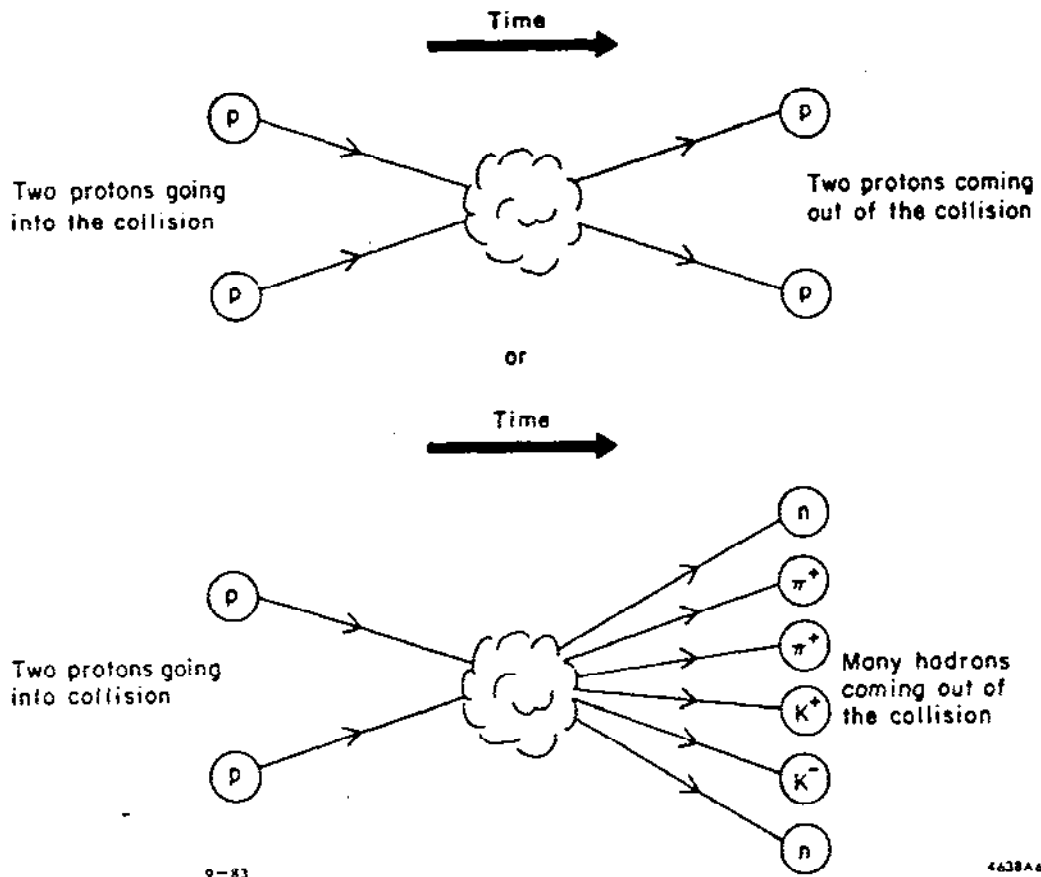 Time
p
p
Two protons going
into the collision
Two protons coming
out of the collision
p
p
or
Time
n
π+
p
π+
Two protons going
into collision
Many hadrons
coming out of
the collision
K+
p
K-
n
9-83
4638A6